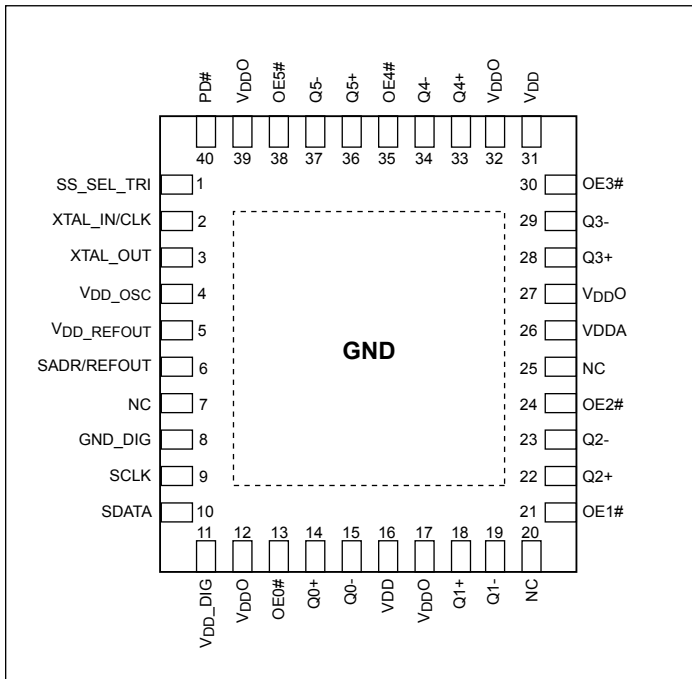 PD# VDDO OE5# Q5- Q5+ OE4# Q4- Q4+ VDDO VDD
40 39 38 37 36 35 34 33 32 31
SS_SEL_TRI 1 30 OE3#
XTAL_IN/CLK 2 29 Q3-
XTAL_OUT 3 28 Q3+
VDD_OSC 4 27 VDDO
VDD_REFOUT 5 26 VDDA
GND
SADR/REFOUT 6 25 NC
NC 7 24 OE2#
GND_DIG 8 23 Q2-
SCLK 9 22 Q2+
SDATA 10 21 OE1#
11 12 13 14 15 16 17 18 19 20
VDD_DIG VDDO OE0# Q0+ Q0- VDD VDDO Q1+ Q1- NC